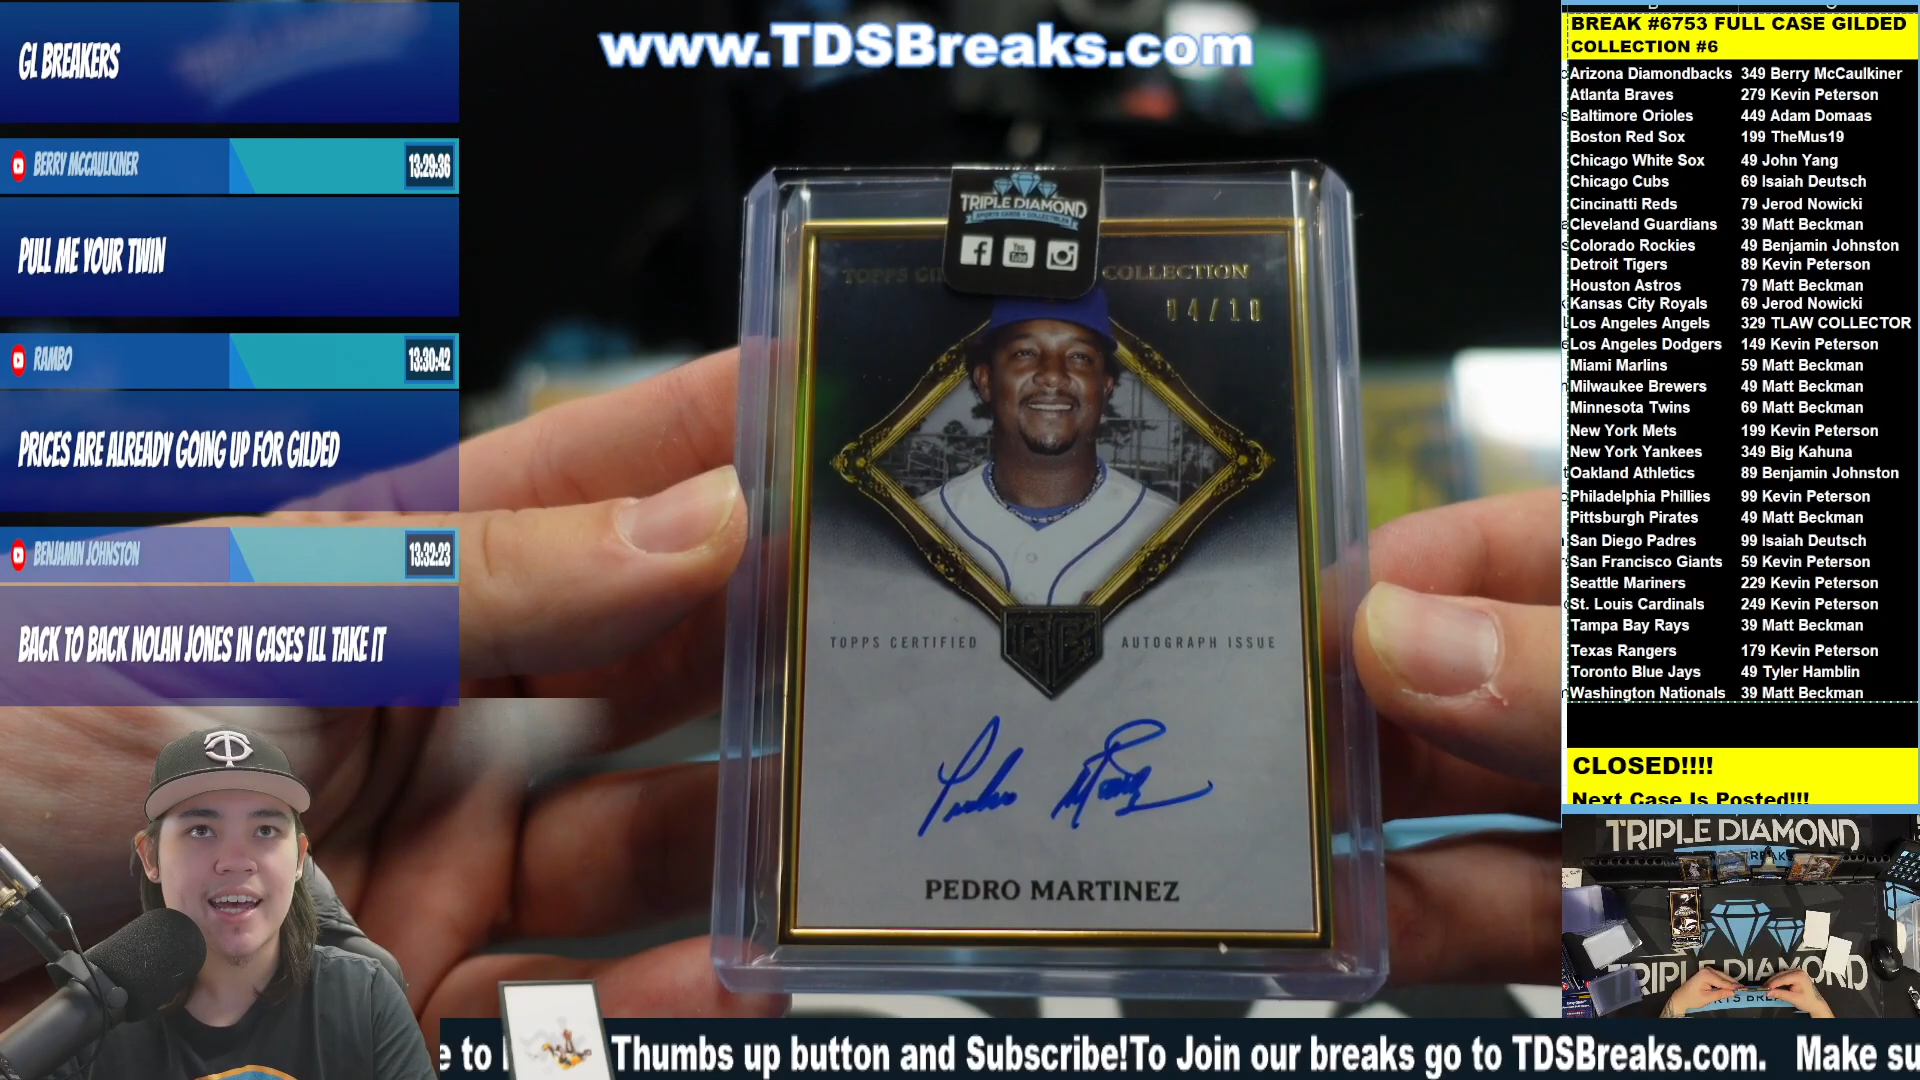 GL BREAKERS
BERRY MCCAULKINER 13:29:36
PULL ME YOUR TWIN
RAMBO 13:30:42
PRICES ARE ALREADY GOING UP FOR GILDED
BENJAMIN JOHNSTON 13:32:23
BACK TO BACK NOLAN JONES IN CASES ILL TAKE IT
www.TDSBreaks.com
TRIPLE DIAMOND
SPORTS CARDS & COLLECTIBLES
You Tube
TOPPS GI COLLECTION
04/10
TOPPS CERTIFIED AUTOGRAPH ISSUE
Pedro Martinez
PEDRO MARTINEZ
BREAK #6753 FULL CASE GILDED
COLLECTION #6
Arizona Diamondbacks 349 Berry McCaulkiner
Atlanta Braves 279 Kevin Peterson
Baltimore Orioles 449 Adam Domaas
Boston Red Sox 199 TheMus19
Chicago White Sox 49 John Yang
Chicago Cubs 69 Isaiah Deutsch
Cincinatti Reds 79 Jerod Nowicki
Cleveland Guardians 39 Matt Beckman
Colorado Rockies 49 Benjamin Johnston
Detroit Tigers 89 Kevin Peterson
Houston Astros 79 Matt Beckman
Kansas City Royals 69 Jerod Nowicki
Los Angeles Angels 329 TLAW COLLECTOR
Los Angeles Dodgers 149 Kevin Peterson
Miami Marlins 59 Matt Beckman
Milwaukee Brewers 49 Matt Beckman
Minnesota Twins 69 Matt Beckman
New York Mets 199 Kevin Peterson
New York Yankees 349 Big Kahuna
Oakland Athletics 89 Benjamin Johnston
Philadelphia Phillies 99 Kevin Peterson
Pittsburgh Pirates 49 Matt Beckman
San Diego Padres 99 Isaiah Deutsch
San Francisco Giants 59 Kevin Peterson
Seattle Mariners 229 Kevin Peterson
St. Louis Cardinals 249 Kevin Peterson
Tampa Bay Rays 39 Matt Beckman
Texas Rangers 179 Kevin Peterson
Toronto Blue Jays 49 Tyler Hamblin
Washington Nationals 39 Matt Beckman
CLOSED!!!!
Next Case Is Posted!!!
TRIPLE DIAMOND
TRIPLE DIAMOND
e to Thumbs up button and Subscribe!To Join our breaks go to TDSBreaks.com. Make su